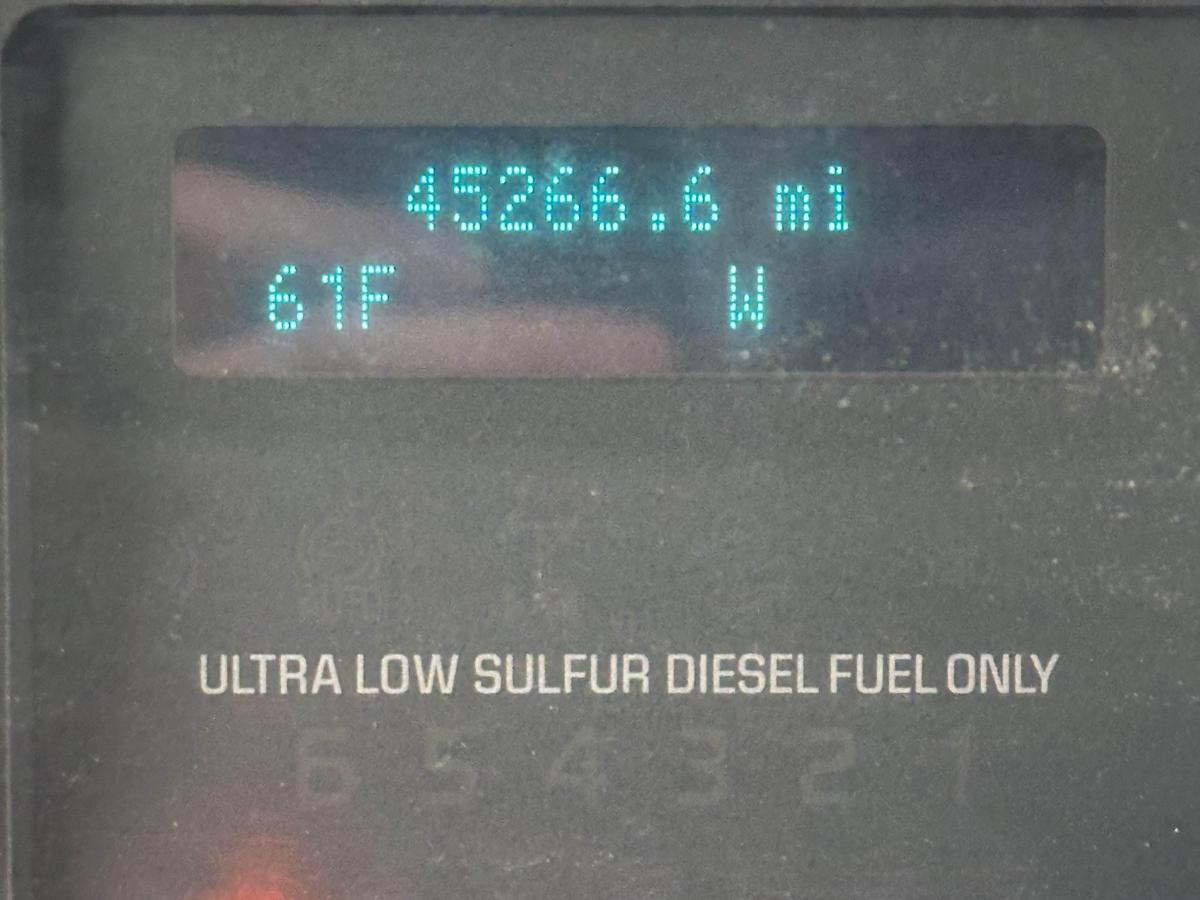 45266.6 mi
61F W
ULTRA LOW SULFUR DIESEL FUEL ONLY
6 5 4 3 2 1